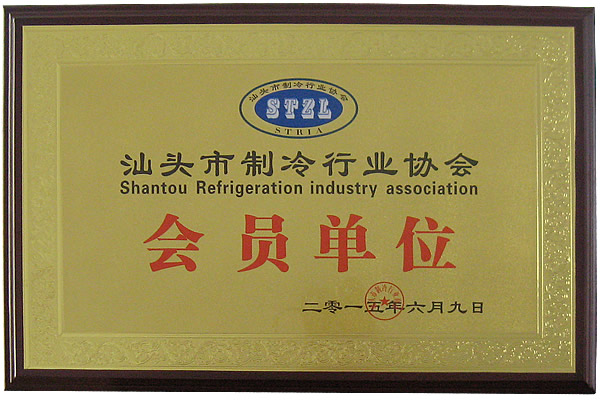 汕头市制冷行业协会
STZL
STRIA
汕头市制冷行业协会
Shantou Refrigeration industry association
会员单位
二零一五年六月九日